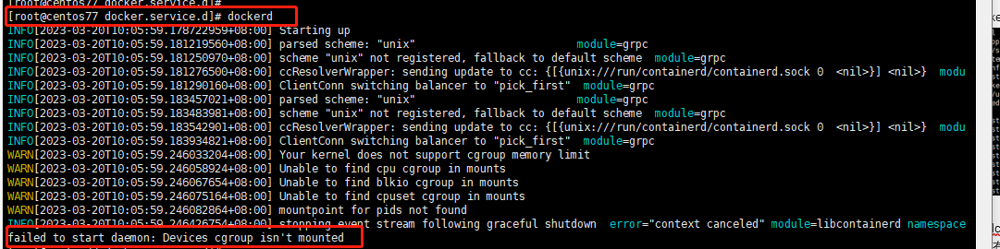 [root@centos77 docker.service.d]#
[root@centos77 docker.service.d]# dockerd
INFO[2023-03-20T10:05:59.178722959+08:00] Starting up
INFO[2023-03-20T10:05:59.181219560+08:00] parsed scheme: "unix" module=grpc
INFO[2023-03-20T10:05:59.181250970+08:00] scheme "unix" not registered, fallback to default scheme module=grpc
INFO[2023-03-20T10:05:59.181276500+08:00] ccResolverWrapper: sending update to cc: {[{unix:///run/containerd/containerd.sock 0 <nil>}] <nil>} modu
INFO[2023-03-20T10:05:59.181290160+08:00] ClientConn switching balancer to "pick_first" module=grpc
INFO[2023-03-20T10:05:59.183457021+08:00] parsed scheme: "unix" module=grpc
INFO[2023-03-20T10:05:59.183483981+08:00] scheme "unix" not registered, fallback to default scheme module=grpc
INFO[2023-03-20T10:05:59.183542901+08:00] ccResolverWrapper: sending update to cc: {[{unix:///run/containerd/containerd.sock 0 <nil>}] <nil>} modu
INFO[2023-03-20T10:05:59.183934821+08:00] ClientConn switching balancer to "pick_first" module=grpc
WARN[2023-03-20T10:05:59.246033204+08:00] Your kernel does not support cgroup memory limit
WARN[2023-03-20T10:05:59.246058924+08:00] Unable to find cpu cgroup in mounts
WARN[2023-03-20T10:05:59.246067654+08:00] Unable to find blkio cgroup in mounts
WARN[2023-03-20T10:05:59.246075164+08:00] Unable to find cpuset cgroup in mounts
WARN[2023-03-20T10:05:59.246082864+08:00] mountpoint for pids not found
INFO[2023-03-20T10:05:59.246426754+08:00] stopping event stream following graceful shutdown error="context canceled" module=libcontainerd namespace
failed to start daemon: Devices cgroup isn't mounted